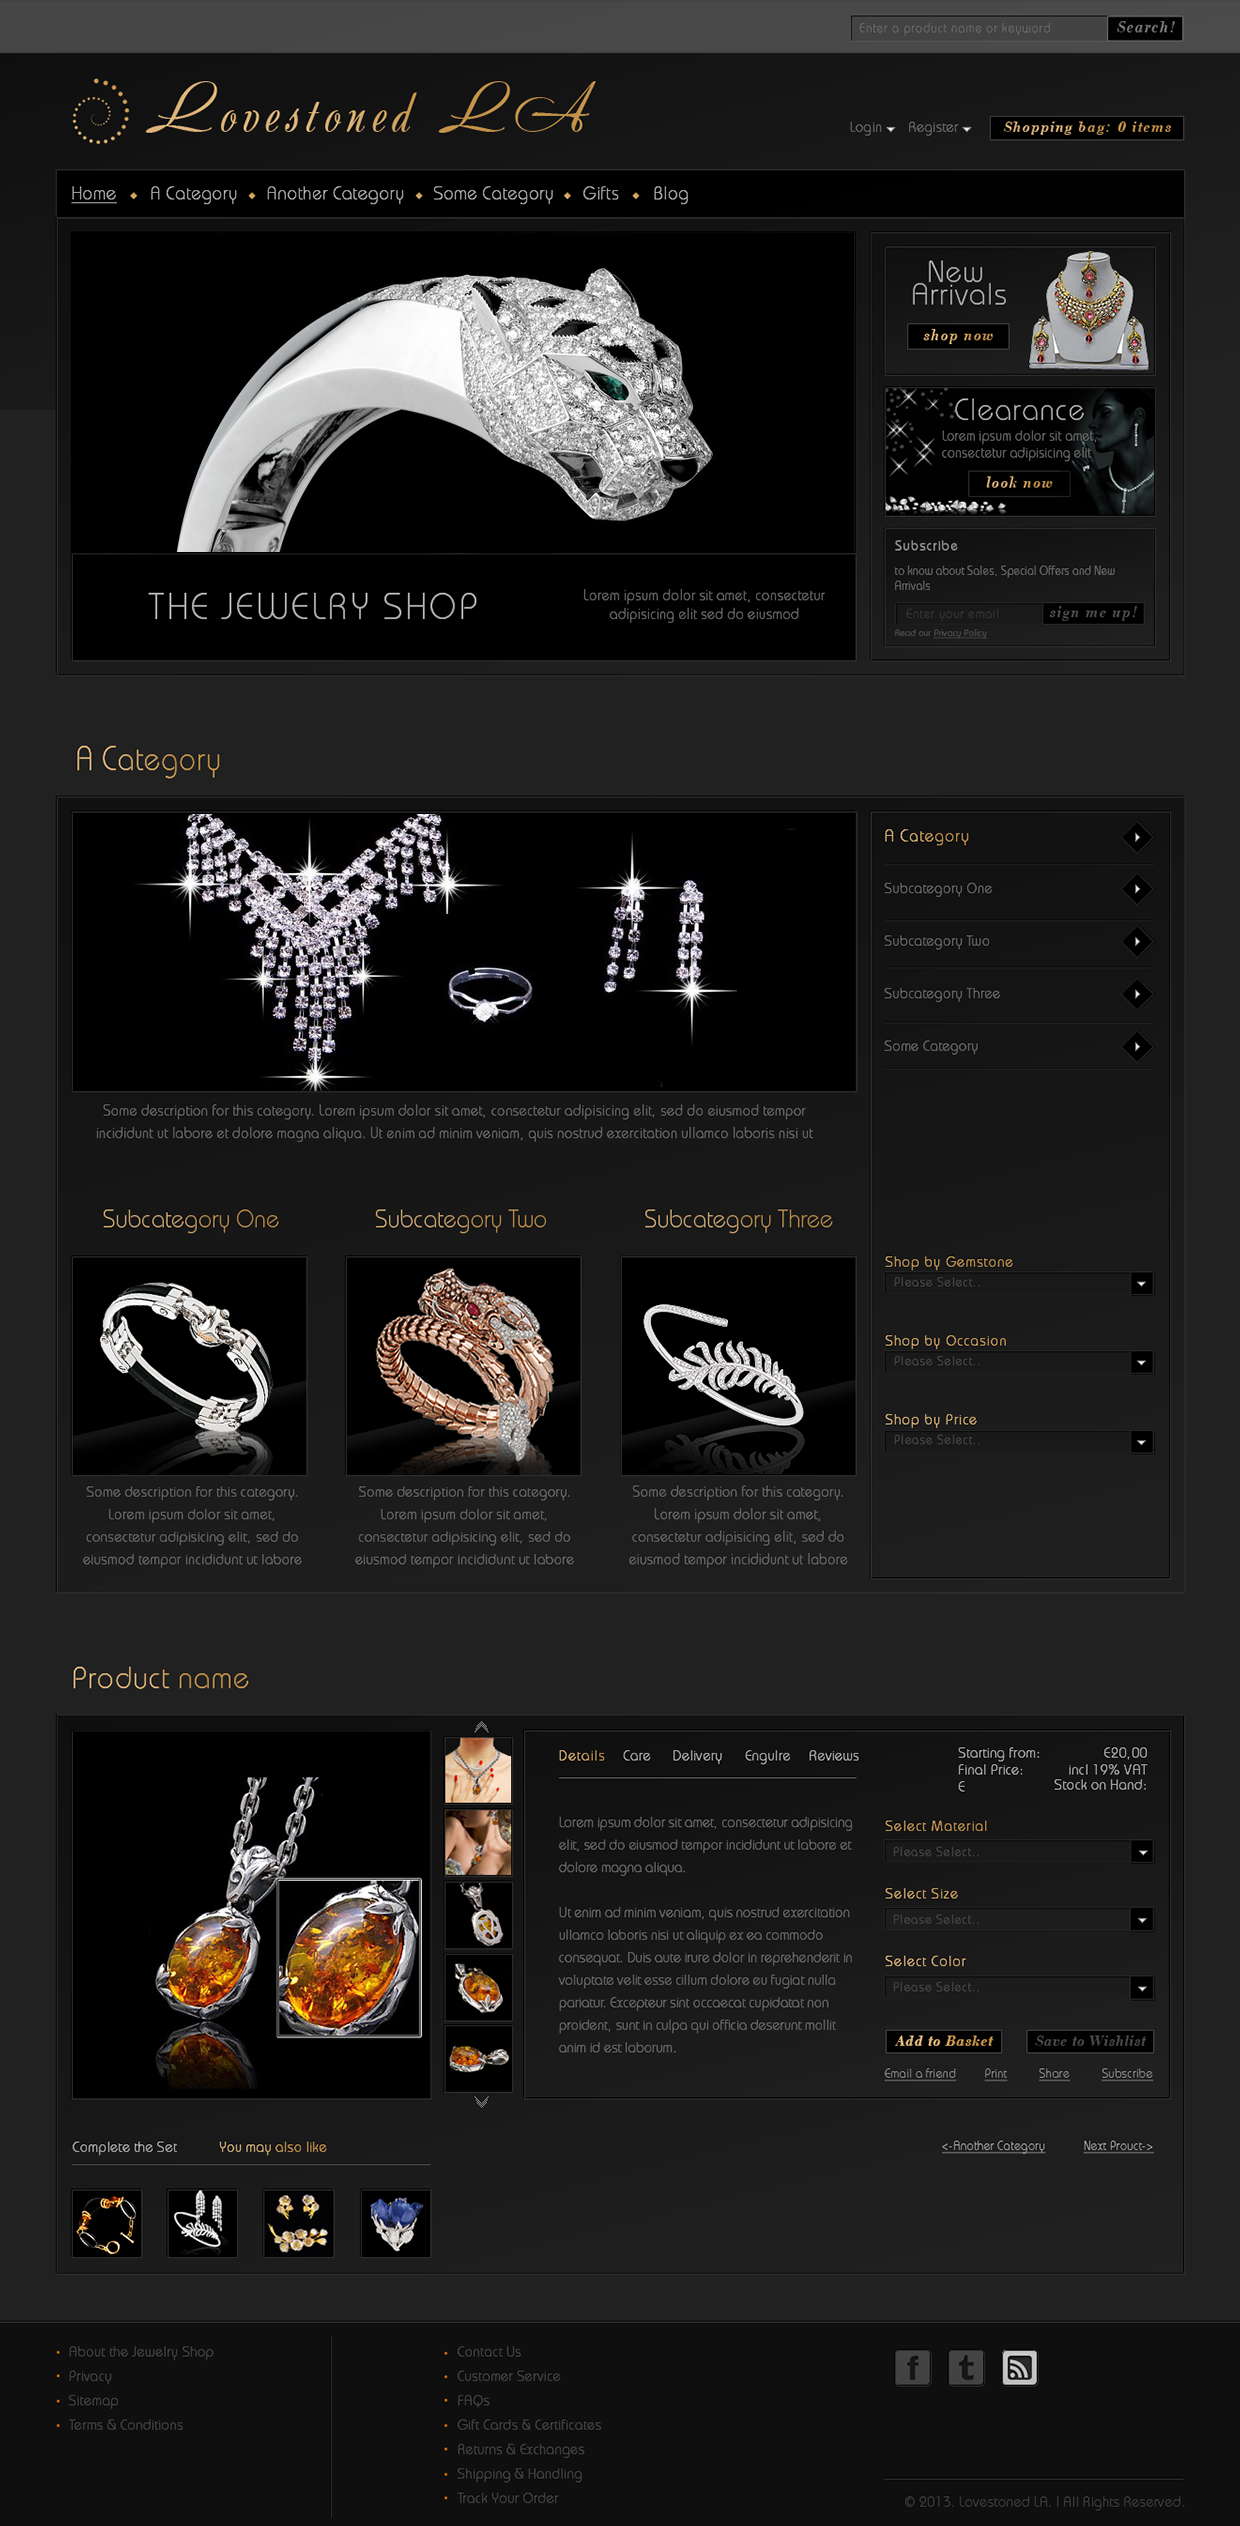 Enter a product name or keyword
Search!
Lovestoned LA
Login
Register
Shopping bag: 0 items
Home
A Category
Another Category
Some Category
Gifts
Blog
New
Arrivals
shop now
Clearance
Lorem ipsum dolor sit amet,
consectetur adipisicing elit
look now
Subscribe
to know about Sales, Special Offers and New
Arrivals
Enter your email
sign me up!
Read our Privacy Policy
THE JEWELRY SHOP
Lorem ipsum dolor sit amet, consectetur
adipisicing elit sed do eiusmod
A Category
A Category
Subcategory One
Subcategory Two
Subcategory Three
Some Category
Some description for this category. Lorem ipsum dolor sit amet, consectetur adipisicing elit, sed do eiusmod tempor
incididunt ut labore et dolore magna aliqua. Ut enim ad minim veniam, quis nostrud exercitation ullamco laboris nisi ut
Subcategory One
Subcategory Two
Subcategory Three
Some description for this category.
Lorem ipsum dolor sit amet,
consectetur adipisicing elit, sed do
eiusmod tempor incididunt ut labore
Some description for this category.
Lorem ipsum dolor sit amet,
consectetur adipisicing elit, sed do
eiusmod tempor incididunt ut labore
Some description for this category.
Lorem ipsum dolor sit amet,
consectetur adipisicing elit, sed do
eiusmod tempor incididunt ut labore
Shop by Gemstone
Please Select..
Shop by Occasion
Please Select..
Shop by Price
Please Select..
Product name
Details
Care
Delivery
Enguire
Reviews
Lorem ipsum dolor sit amet, consectetur adipisicing
elit, sed do eiusmod tempor incididunt ut labore et
dolore magna aliqua.
Ut enim ad minim veniam, quis nostrud exercitation
ullamco laboris nisi ut aliquip ex ea commodo
consequat. Duis aute irure dolor in reprehenderit in
voluptate velit esse cillum dolore eu fugiat nulla
pariatur. Excepteur sint occaecat cupidatat non
proident, sunt in culpa qui officia deserunt mollit
anim id est laborum.
Starting from: €20,00
Final Price: incl 19% VAT
€ Stock on Hand:
Select Material
Please Select..
Select Size
Please Select..
Select Color
Please Select..
Add to Basket
Save to Wishlist
Email a friend
Print
Share
Subscribe
Complete the Set
You may also like
<-Another Category
Next Prouct->
About the Jewelry Shop
Privacy
Sitemap
Terms & Conditions
Contact Us
Customer Service
FAQs
Gift Cards & Certificates
Returns & Exchanges
Shipping & Handling
Track Your Order
© 2013. Lovestoned LA. | All Rights Reserved.